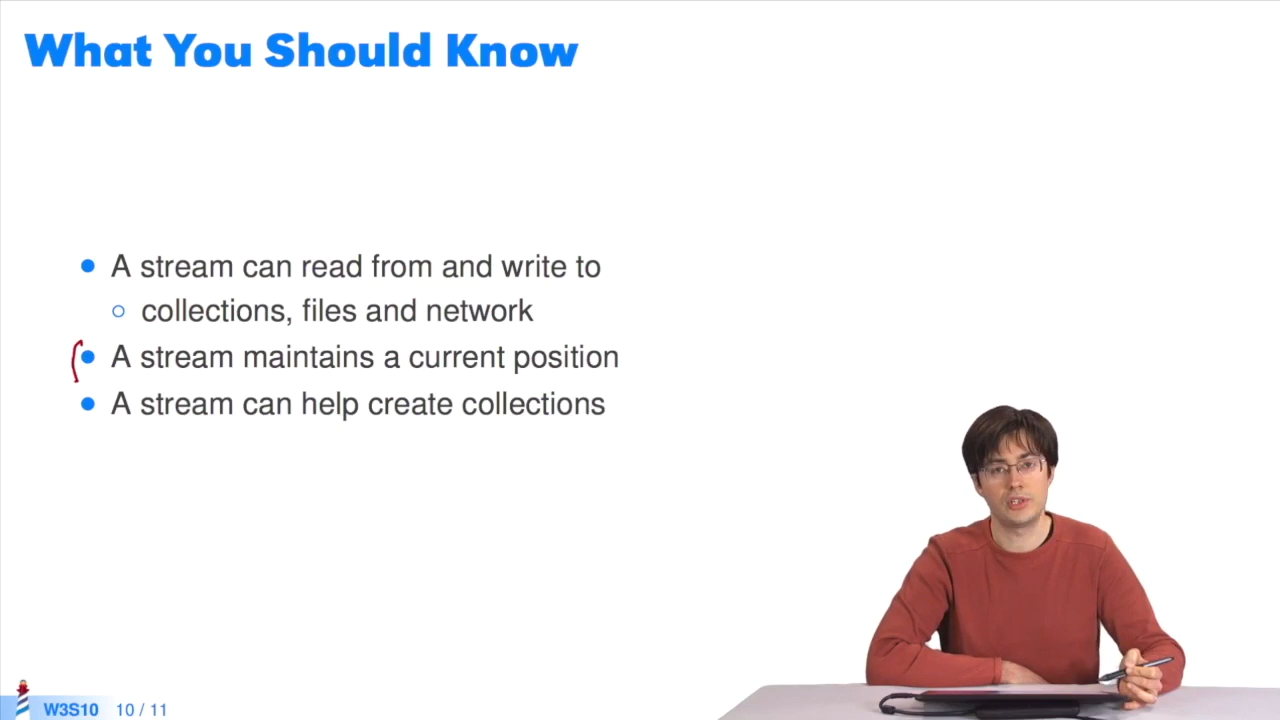 What You Should Know
A stream can read from and write to
collections, files and network
A stream maintains a current position
A stream can help create collections
W3S10 10 / 11